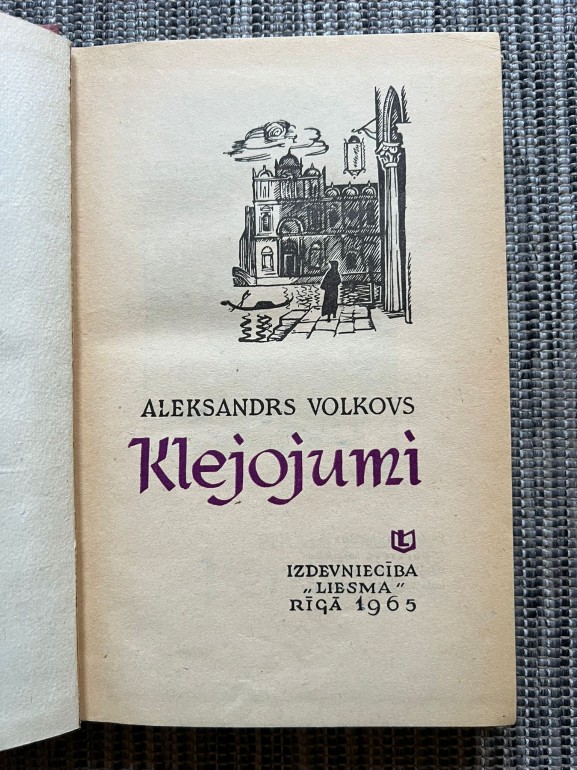 ALEKSANDRS VOLKOVS
Klejojumi
L
IZDEVNIECĪBA
„LIESMA"
RĪGĀ 1965